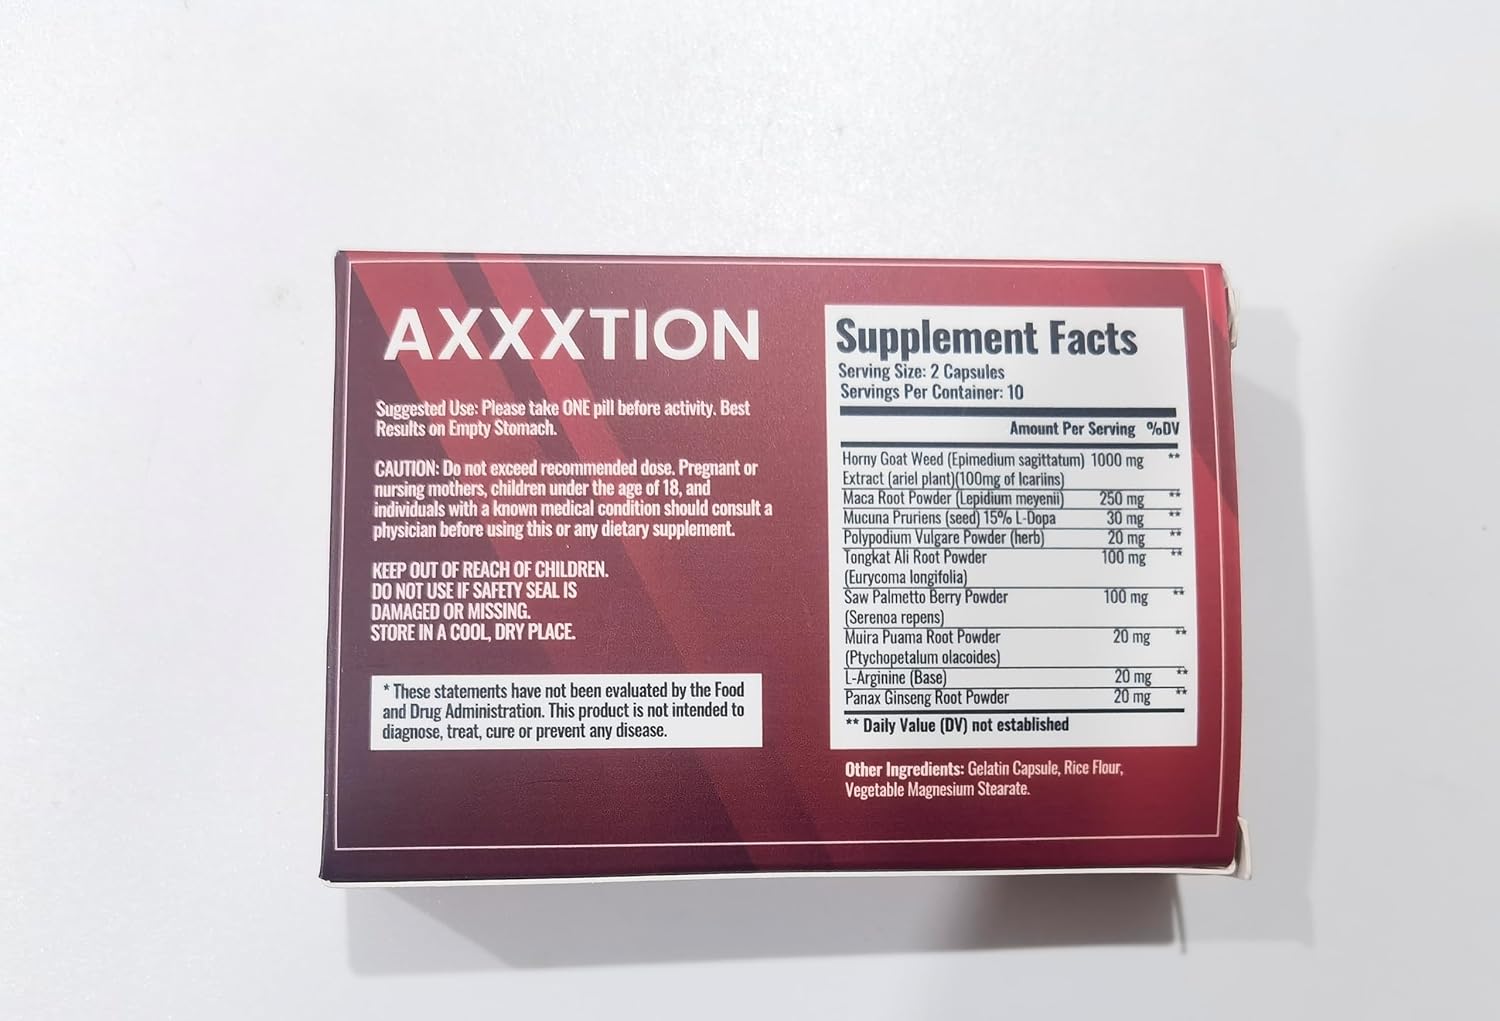 AXXXTION
Suggested Use: Please take ONE pill before activity. Best
Results on Empty Stomach.
CAUTION: Do not exceed recommended dose. Pregnant or
nursing mothers, children under the age of 18, and
individuals with a known medical condition should consult a
physician before using this or any dietary supplement.
KEEP OUT OF REACH OF CHILDREN.
DO NOT USE IF SAFETY SEAL IS
DAMAGED OR MISSING.
STORE IN A COOL, DRY PLACE.
* These statements have not been evaluated by the Food
and Drug Administration. This product is not intended to
diagnose, treat, cure or prevent any disease.
Supplement Facts
Serving Size: 2 Capsules
Servings Per Container: 10
Amount Per Serving %DV
Horny Goat Weed (Epimedium sagittatum) 1000 mg **
Extract (ariel plant)(100mg of Icariins)
Maca Root Powder (Lepidium meyenii) 250 mg **
Mucuna Pruriens (seed) 15% L-Dopa 30 mg **
Polypodium Vulgare Powder (herb) 20 mg **
Tongkat Ali Root Powder 100 mg **
(Eurycoma longifolia)
Saw Palmetto Berry Powder 100 mg **
(Serenoa repens)
Muira Puama Root Powder 20 mg **
(Ptychopetalum olacoides)
L-Arginine (Base) 20 mg **
Panax Ginseng Root Powder 20 mg **
** Daily Value (DV) not established
Other Ingredients: Gelatin Capsule, Rice Flour,
Vegetable Magnesium Stearate.